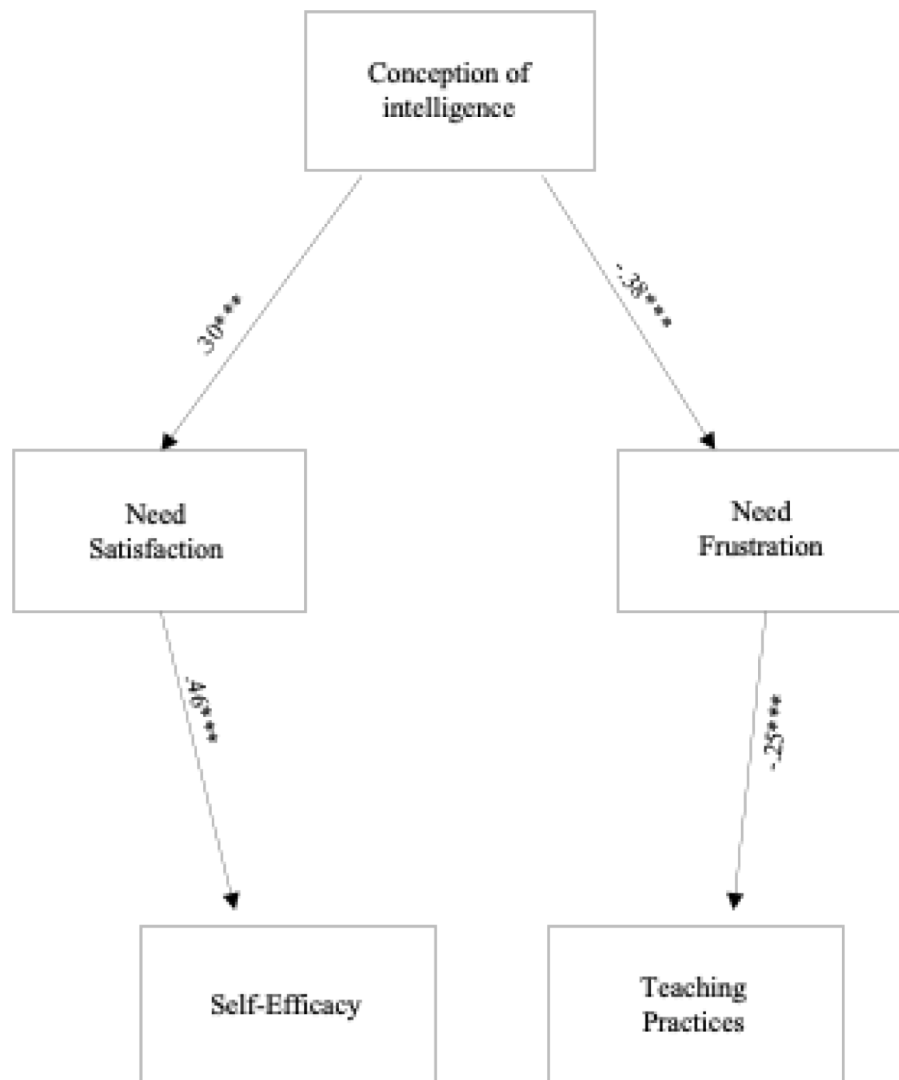 Conception of
intelligence
.30***
-.38****
Need
Satisfaction
Need
Frustration
.46***
-.25***
Self-Efficacy
Teaching
Practices